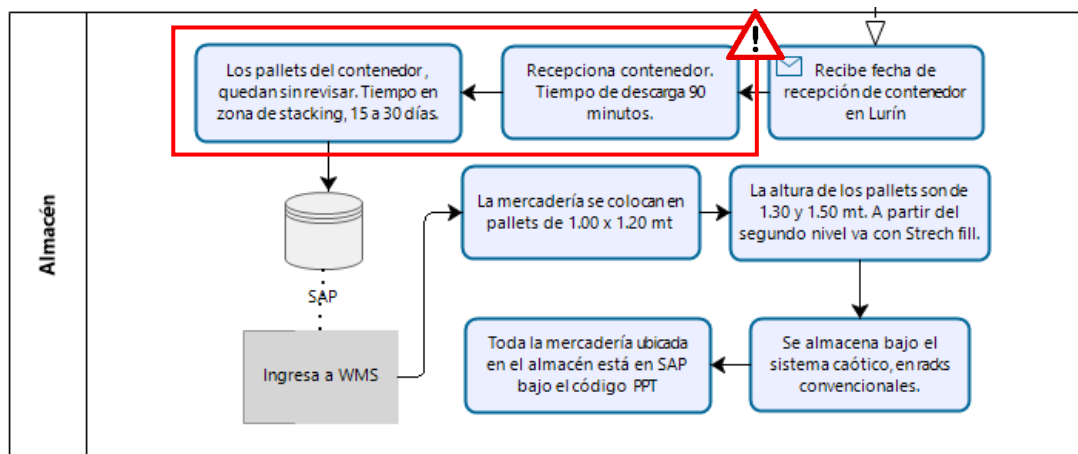 Almacén
Recibe fecha de
recepción de contenedor
en Lurín
Recepciona contenedor.
Tiempo de descarga 90
minutos.
Los pallets del contenedor,
quedan sin revisar. Tiempo en
zona de stacking, 15 a 30 días.
SAP
Ingresa a WMS
La mercadería se colocan en
pallets de 1.00 x 1.20 mt
La altura de los pallets son de
1.30 y 1.50 mt. A partir del
segundo nivel va con Strech fill.
Se almacena bajo el
sistema caótico, en racks
convencionales.
Toda la mercadería ubicada
en el almacén está en SAP
bajo el código PPT